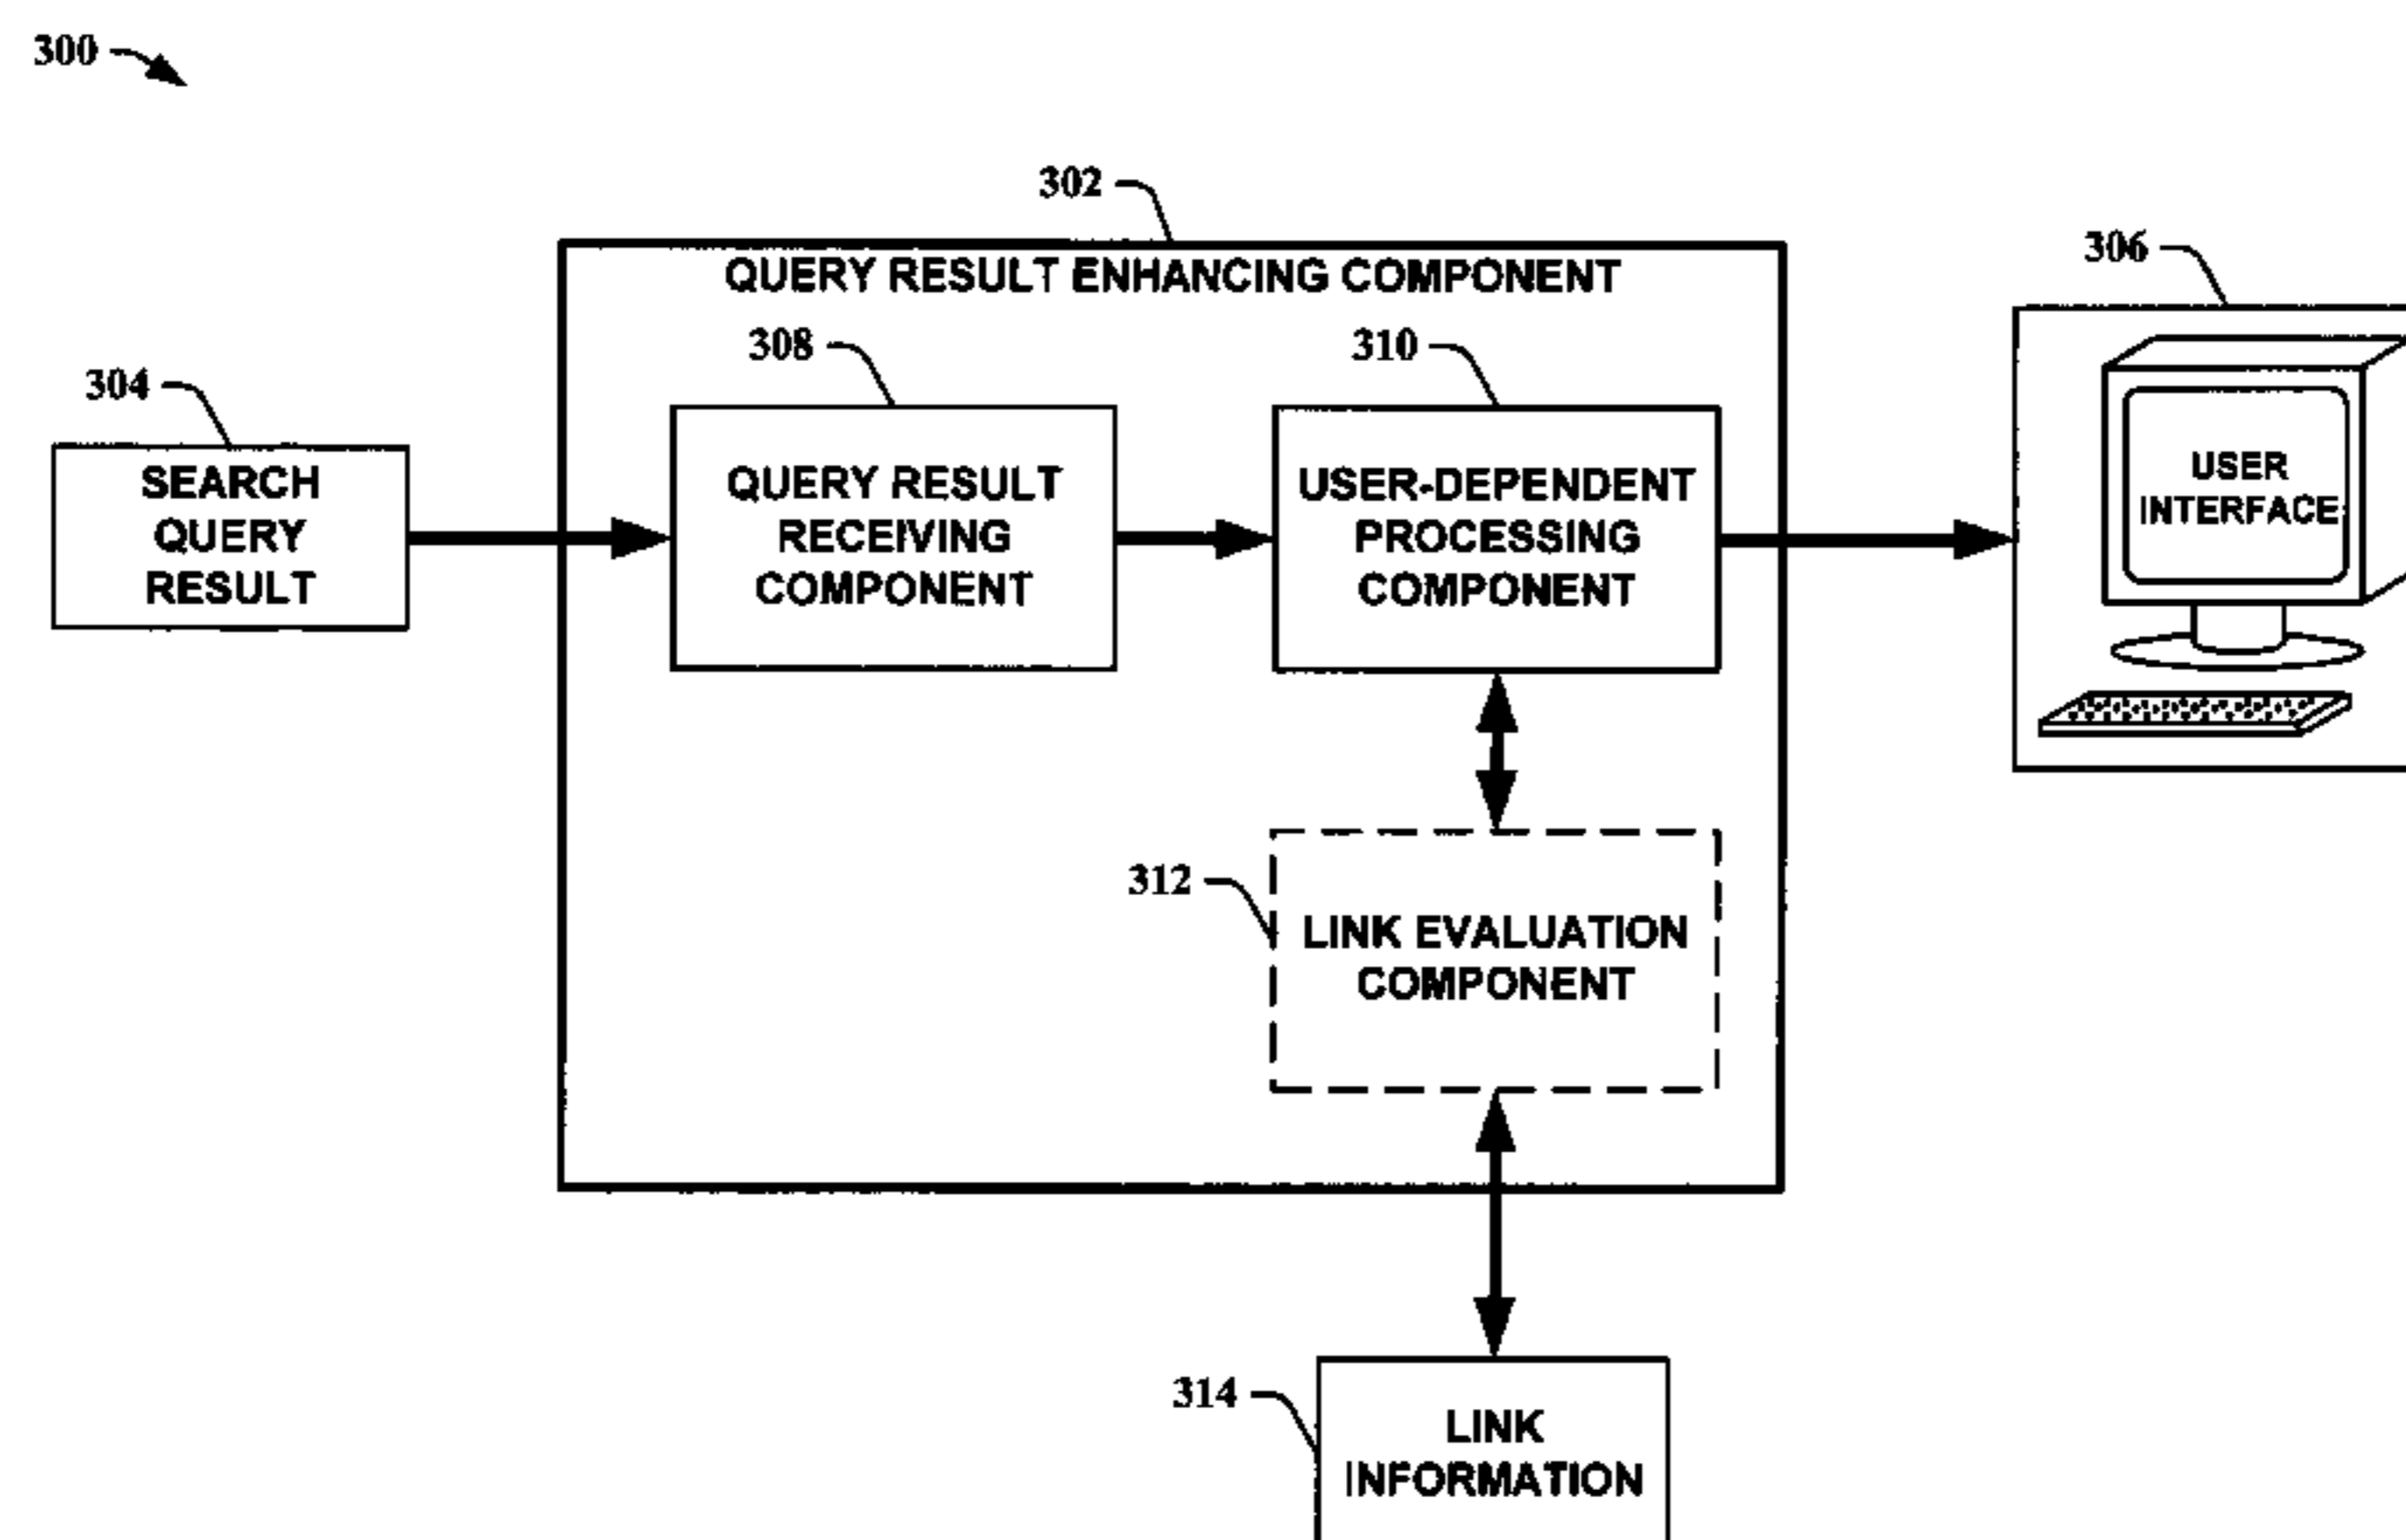 300
302
QUERY RESULT ENHANCING COMPONENT
306
308
310
304
SEARCH
QUERY
RESULT
QUERY RESULT
RECEIVING
COMPONENT
USER-DEPENDENT
PROCESSING
COMPONENT
USER
INTERFACE
312
LINK EVALUATION
COMPONENT
314
LINK
INFORMATION